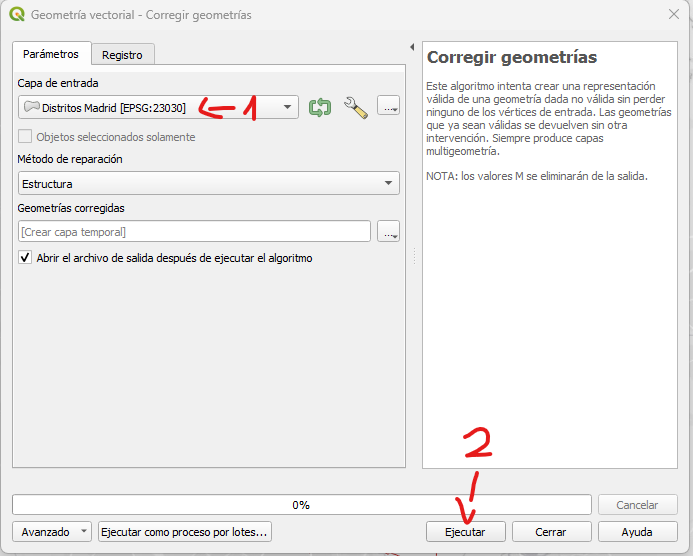 Geometría vectorial - Corregir geometrías
Parámetros
Registro
Capa de entrada
Distritos Madrid [EPSG:23030]
1
...
Objetos seleccionados solamente
Método de reparación
Estructura
Geometrías corregidas
[Crear capa temporal]
...
Abrir el archivo de salida después de ejecutar el algoritmo
Corregir geometrías
Este algoritmo intenta crear una representación
válida de una geometría dada no válida sin perder
ninguno de los vértices de entrada. Las geometrías
que ya sean válidas se devuelven sin otra
intervención. Siempre produce capas
multigeometría.
NOTA: los valores M se eliminarán de la salida.
2
0%
Cancelar
Avanzado
Ejecutar como proceso por lotes...
Ejecutar
Cerrar
Ayuda